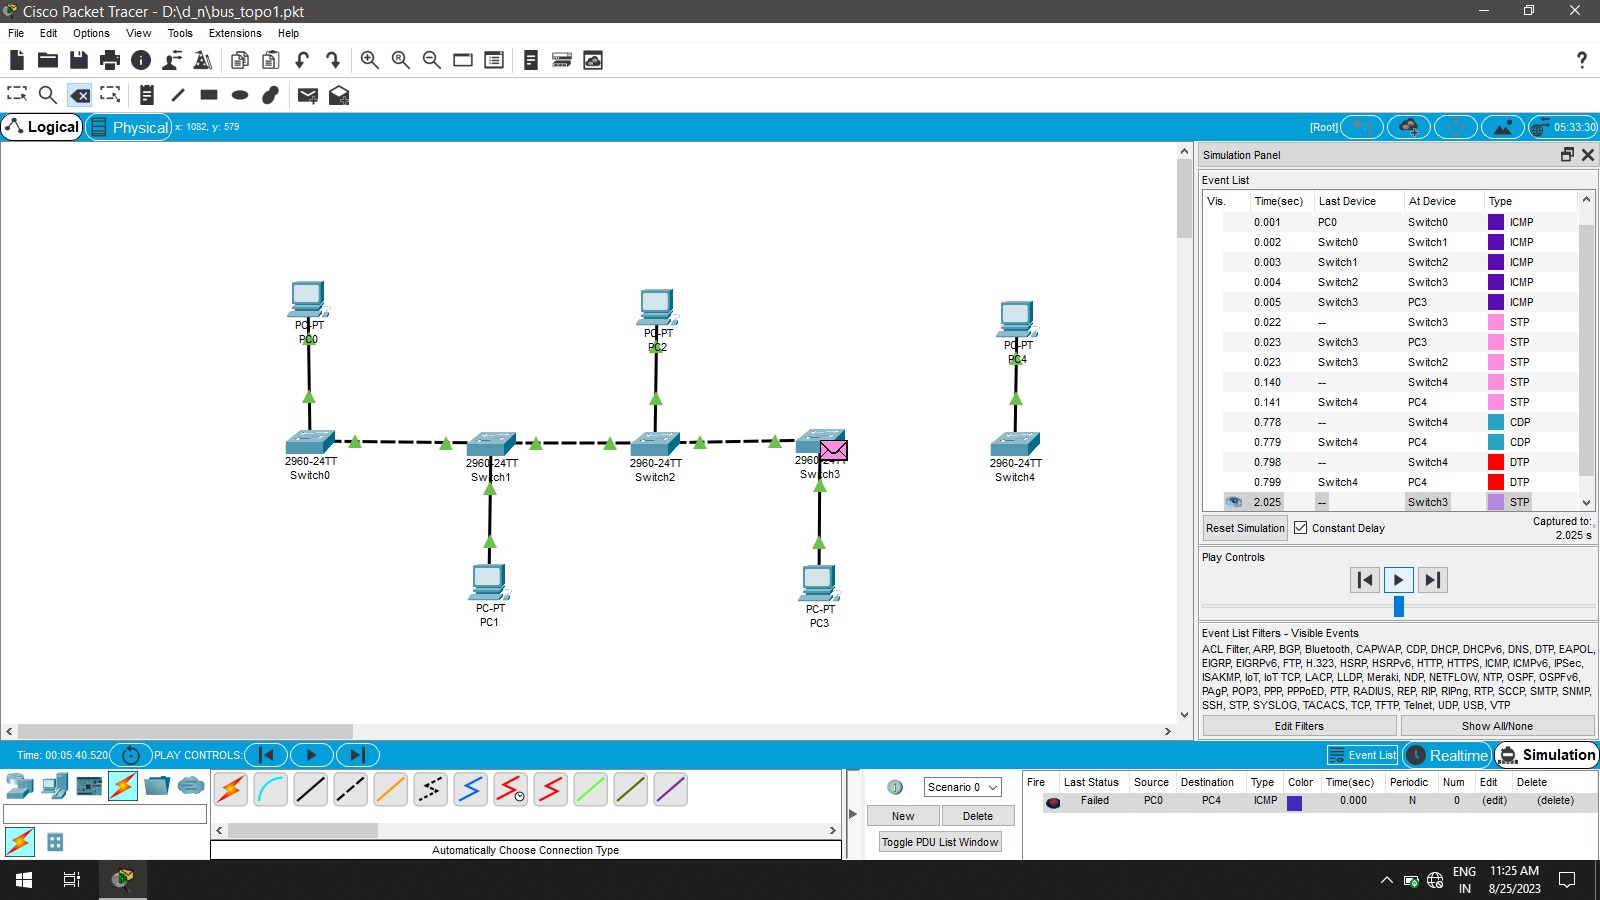 Cisco Packet Tracer - D:\d_n\bus_topo1.pkt
File Edit Options View Tools Extensions Help
?
Logical Physical x: 1082, y: 579 [Root] 05:33:30
PC-PT
PC0
PC-PT
PC2
PC-PT
PC4
2960-24TT
Switch0
2960-24TT
Switch1
2960-24TT
Switch2
2960-24TT
Switch3
2960-24TT
Switch4
PC-PT
PC1
PC-PT
PC3
Simulation Panel
Event List
Vis. Time(sec) Last Device At Device Type
0.001 PC0 Switch0 ICMP
0.002 Switch0 Switch1 ICMP
0.003 Switch1 Switch2 ICMP
0.004 Switch2 Switch3 ICMP
0.005 Switch3 PC3 ICMP
0.022 -- Switch3 STP
0.023 Switch3 PC3 STP
0.023 Switch3 Switch2 STP
0.140 -- Switch4 STP
0.141 Switch4 PC4 STP
0.778 -- Switch4 CDP
0.779 Switch4 PC4 CDP
0.798 -- Switch4 DTP
0.799 Switch4 PC4 DTP
2.025 -- Switch3 STP
Reset Simulation Constant Delay Captured to:
2.025 s
Play Controls
Event List Filters - Visible Events
ACL Filter, ARP, BGP, Bluetooth, CAPWAP, CDP, DHCP, DHCPv6, DNS, DTP, EAPOL,
EIGRP, EIGRPv6, FTP, H.323, HSRP, HSRPv6, HTTP, HTTPS, ICMP, ICMPv6, IPSec,
ISAKMP, IoT, IoT TCP, LACP, LLDP, Meraki, NDP, NETFLOW, NTP, OSPF, OSPFv6,
PAgP, POP3, PPP, PPPoED, PTP, RADIUS, REP, RIP, RIPng, RTP, SCCP, SMTP, SNMP,
SSH, STP, SYSLOG, TACACS, TCP, TFTP, Telnet, UDP, USB, VTP
Edit Filters Show All/None
Time: 00:05:40.520 PLAY CONTROLS: Event List Realtime Simulation
Scenario 0
New Delete
Toggle PDU List Window
Fire Last Status Source Destination Type Color Time(sec) Periodic Num Edit Delete
Failed PC0 PC4 ICMP 0.000 N 0 (edit) (delete)
Automatically Choose Connection Type
ENG
IN
11:25 AM
8/25/2023